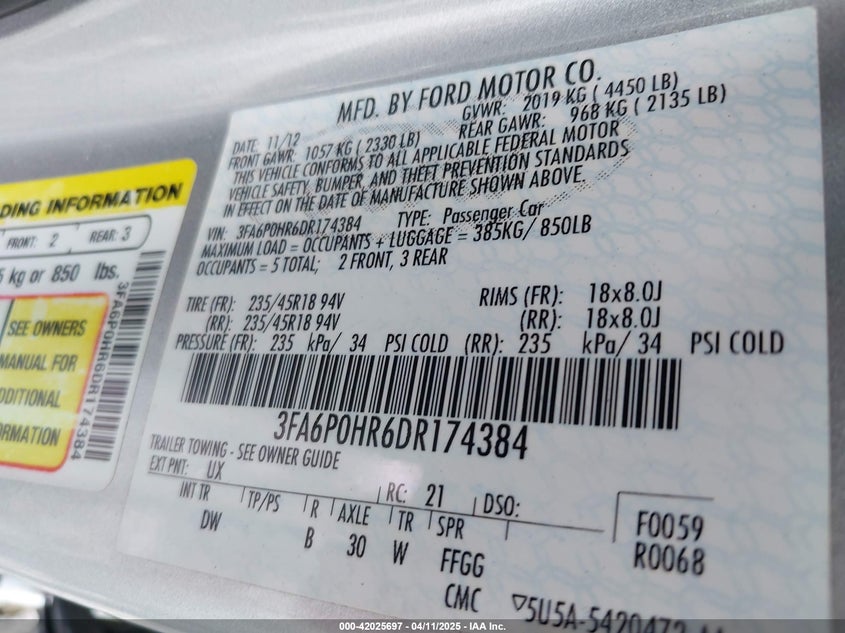 MFD. BY FORD MOTOR CO.
DATE: 11/12 GVWR: 2019 KG ( 4450 LB)
FRONT GAWR: 1057 KG ( 2330 LB) REAR GAWR: 968 KG ( 2135 LB)
THIS VEHICLE CONFORMS TO ALL APPLICABLE FEDERAL MOTOR
VEHICLE SAFETY, BUMPER, AND THEFT PREVENTION STANDARDS
IN EFFECT ON THE DATE OF MANUFACTURE SHOWN ABOVE.
VIN: 3FA6P0HR6DR174384 TYPE: Passenger Car
MAXIMUM LOAD = OCCUPANTS + LUGGAGE = 385KG/ 850LB
OCCUPANTS = 5 TOTAL; 2 FRONT, 3 REAR
TIRE (FR): 235/45R18 94V RIMS (FR): 18x8.0J
(RR): 235/45R18 94V (RR): 18x8.0J
PRESSURE (FR): 235 kPa/ 34 PSI COLD (RR): 235 kPa/ 34 PSI COLD
3FA6P0HR6DR174384
TRAILER TOWING - SEE OWNER GUIDE
EXT PNT: UX RC: 21 DSO:
INT TR TP/PS R AXLE TR SPR
DW B 30 W FFGG
CMC
F0059
R0068
▽5U5A-5420472
DING INFORMATION
FRONT: 2 REAR: 3
5 kg or 850 lbs.
SEE OWNERS
MANUAL FOR
DDITIONAL
ORMATION
3FA6P0HR6DR174384
000-42025697 - 04/11/2025 - IAA Inc.